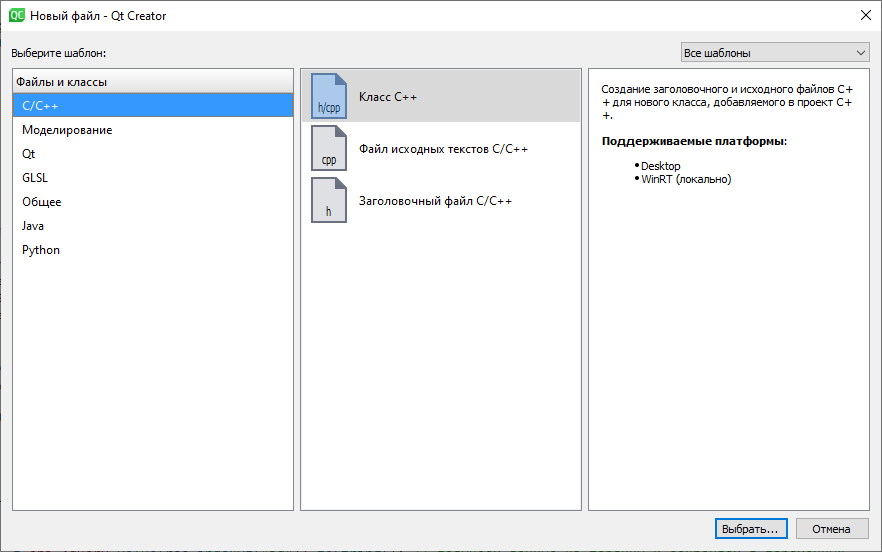 QC Новый файл - Qt Creator
Выберите шаблон:
Все шаблоны
Файлы и классы
C/C++
Моделирование
Qt
GLSL
Общее
Java
Python
h/cpp
Класс C++
cpp
Файл исходных текстов C/C++
h
Заголовочный файл C/C++
Создание заголовочного и исходного файлов C+
+ для нового класса, добавляемого в проект C+
+.
Поддерживаемые платформы:
• Desktop
• WinRT (локально)
Выбрать...
Отмена